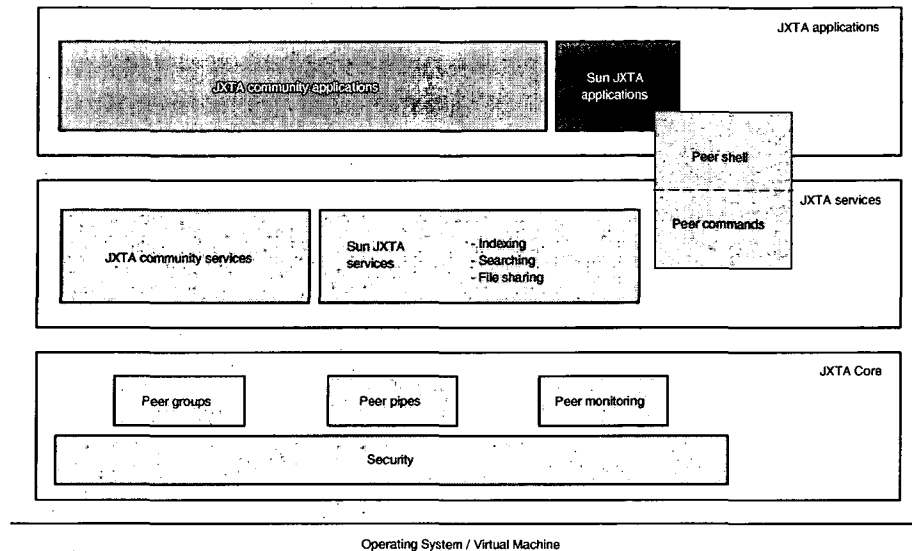 JXTA applications
JXTA community applications
Sun JXTA
applications
Peer shell
JXTA services
Peer commands
JXTA community services
Sun JXTA
services
- Indexing
- Searching
- File sharing
JXTA Core
Peer groups
Peer pipes
Peer monitoring
Security
Operating System / Virtual Machine